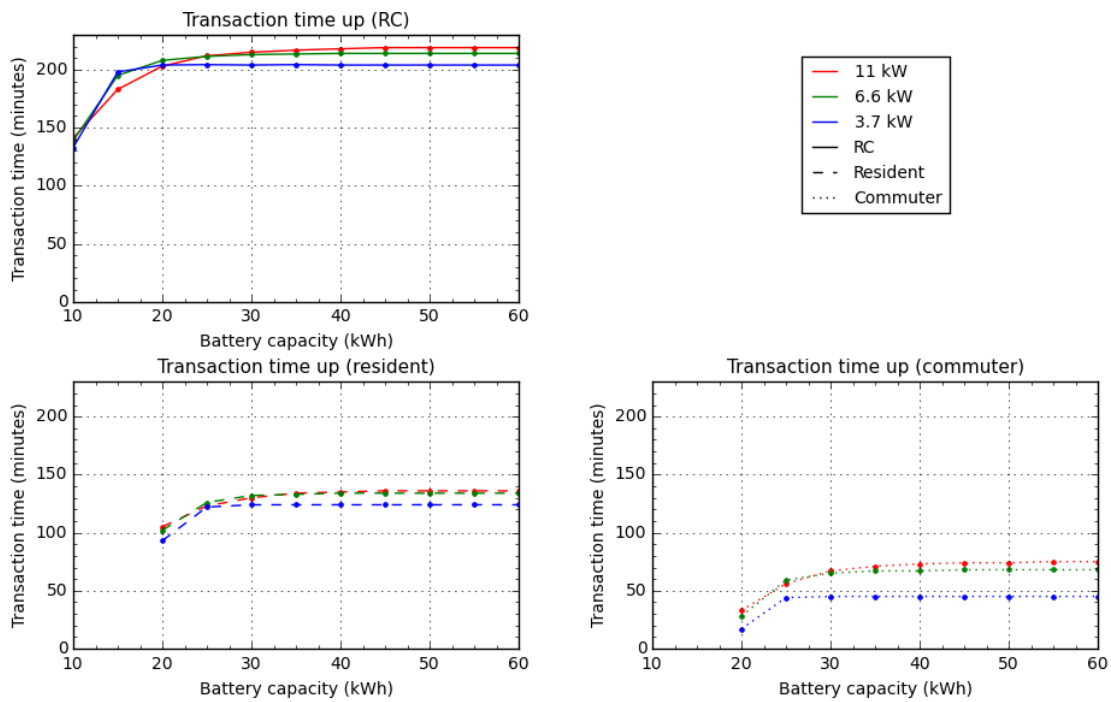 Transaction time up (RC)
Transaction time (minutes)
200
150
100
50
0
10 20 30 40 50 60
Battery capacity (kWh)
11 kW
6.6 kW
3.7 kW
RC
Resident
Commuter
Transaction time up (resident)
Transaction time (minutes)
200
150
100
50
0
10 20 30 40 50 60
Battery capacity (kWh)
Transaction time up (commuter)
Transaction time (minutes)
200
150
100
50
0
10 20 30 40 50 60
Battery capacity (kWh)